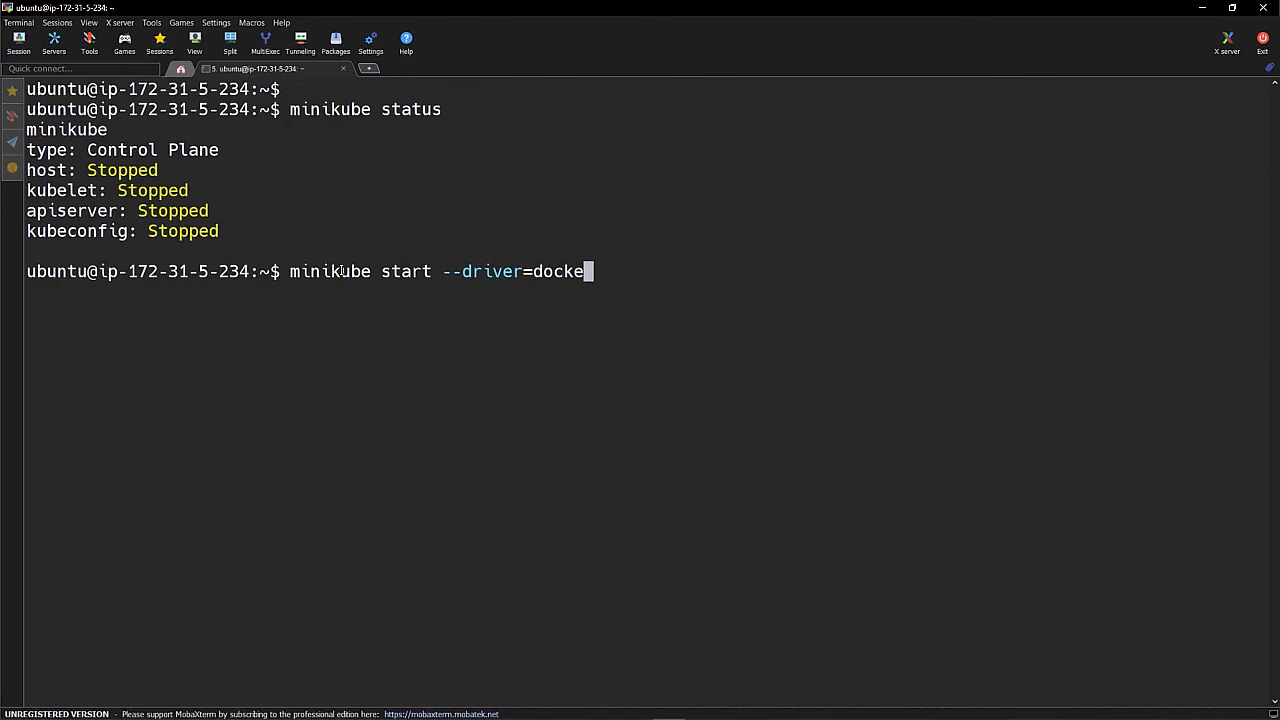 ubuntu@ip-172-31-5-234: ~
Terminal Sessions View X server Tools Games Settings Macros Help
Session Servers Tools Games Sessions View Split MultiExec Tunneling Packages Settings Help X server Exit
Quick connect... 5. ubuntu@ip-172-31-5-234: ~
ubuntu@ip-172-31-5-234:~$
ubuntu@ip-172-31-5-234:~$ minikube status
minikube
type: Control Plane
host: Stopped
kubelet: Stopped
apiserver: Stopped
kubeconfig: Stopped
ubuntu@ip-172-31-5-234:~$ minikube start --driver=docke
UNREGISTERED VERSION - Please support MobaXterm by subscribing to the professional edition here: https://mobaxterm.mobatek.net